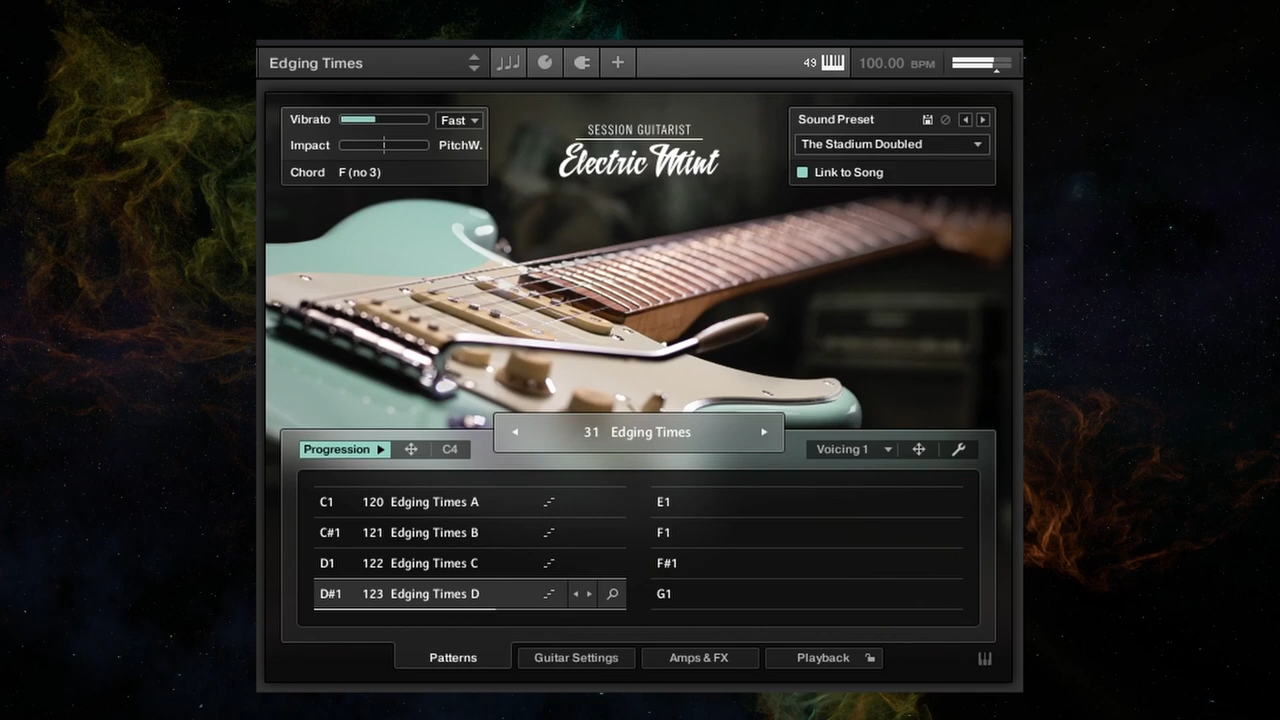 Edging Times
49
100.00 BPM
Vibrato Fast
Impact PitchW.
Chord F (no 3)
SESSION GUITARIST
Electric Mint
Sound Preset
The Stadium Doubled
Link to Song
31 Edging Times
Progression C4
Voicing 1
C1 120 Edging Times A
C#1 121 Edging Times B
D1 122 Edging Times C
D#1 123 Edging Times D
E1
F1
F#1
G1
Patterns Guitar Settings Amps & FX Playback